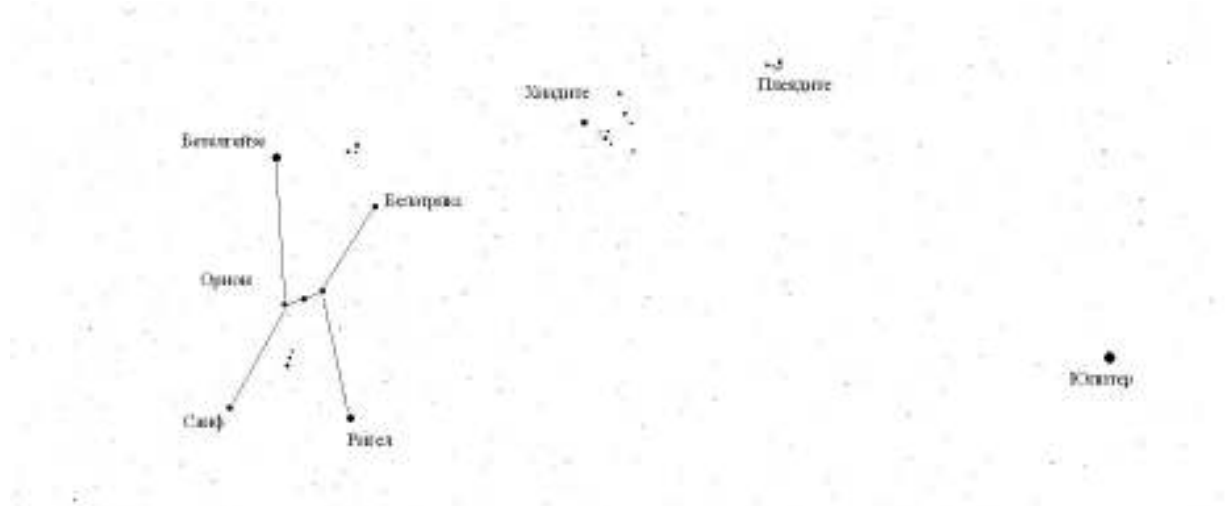 Плеядите
Хиадите
Бетелгейзе
Белатрикс
Орион
Юпитер
Саиф
Ригел